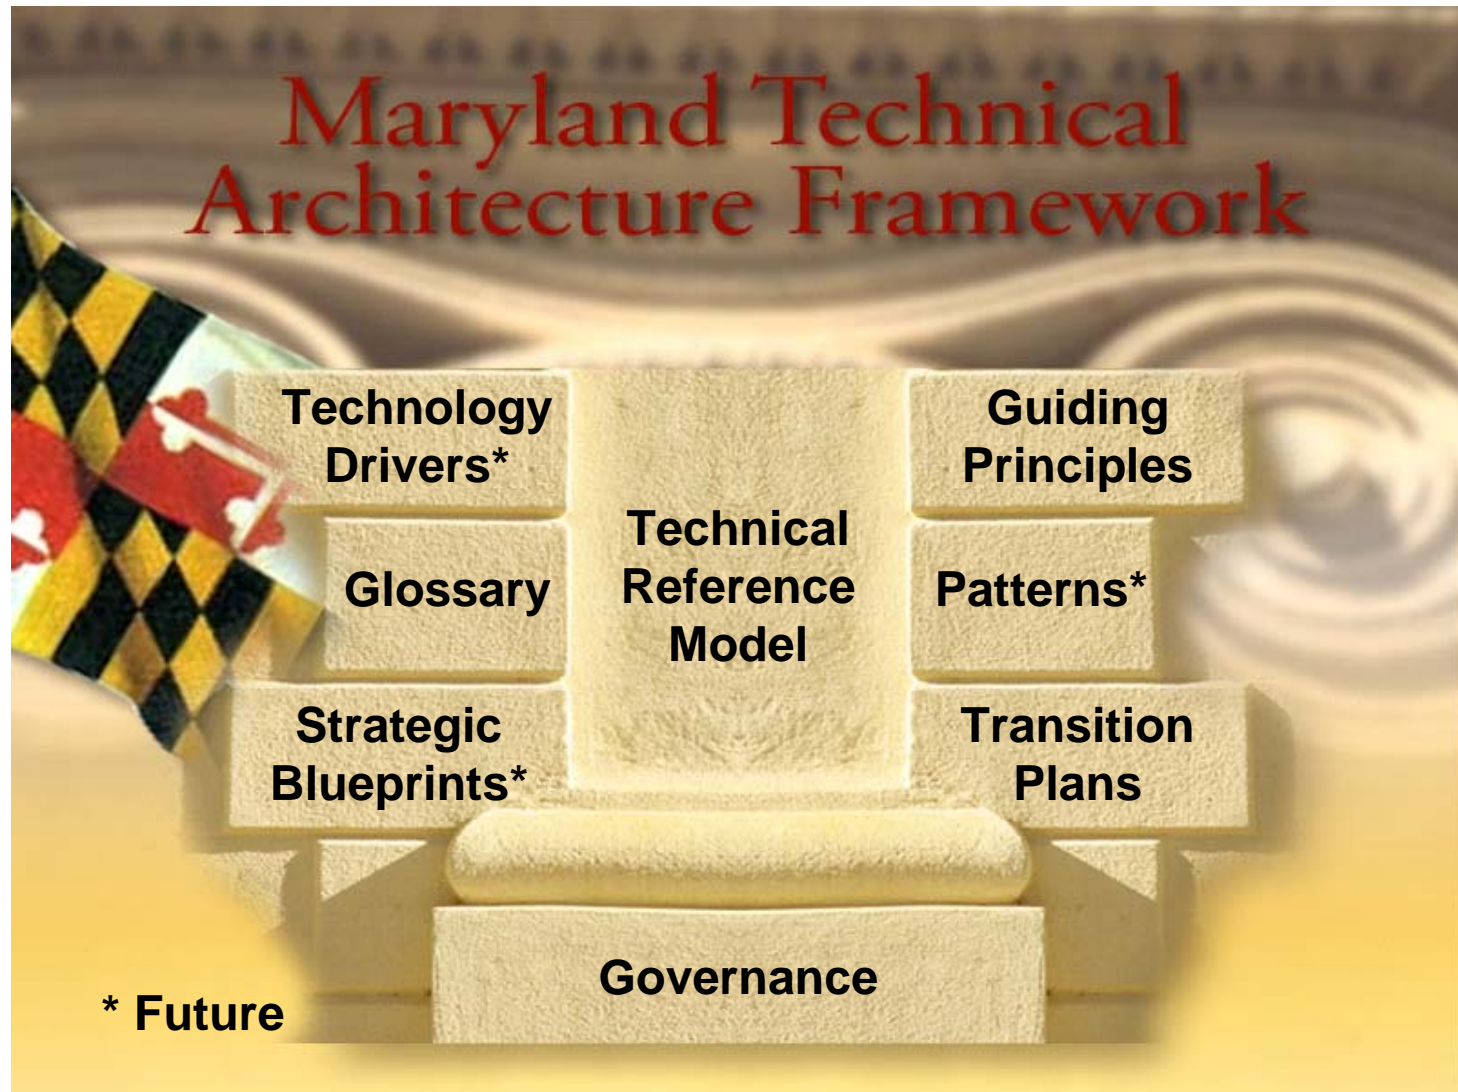 Maryland Technical
Architecture Framework
Technology
Drivers*
Glossary
Strategic
Blueprints*
Technical
Reference
Model
Guiding
Principles
Patterns*
Transition
Plans
Governance
* Future